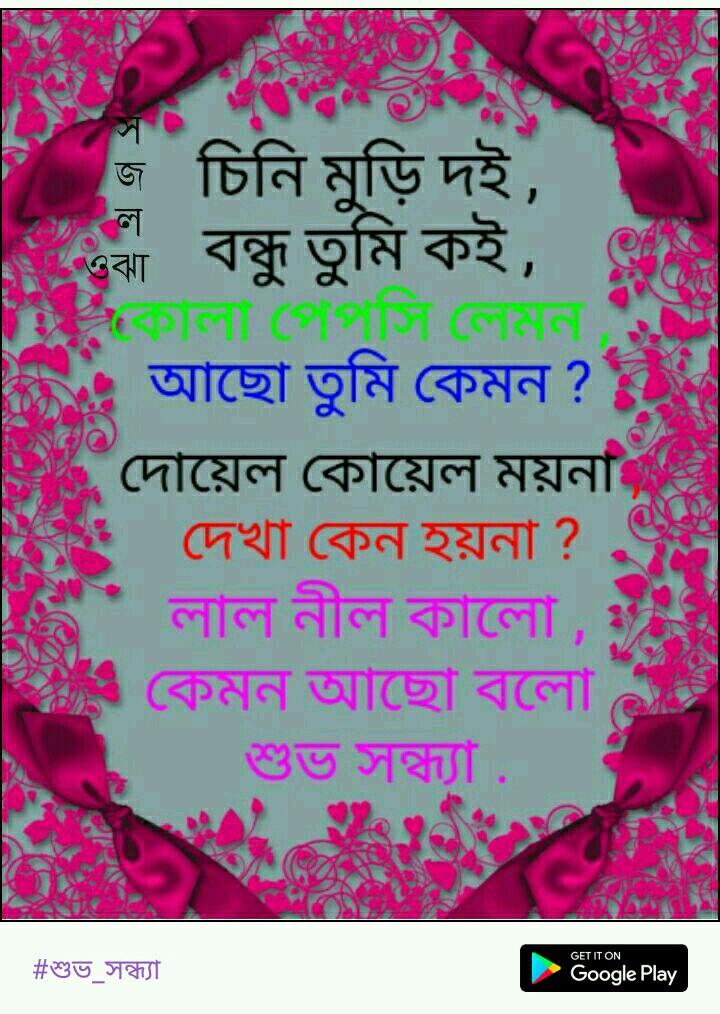 স
জ
ল
ওঝা
চিনি মুড়ি দই ,
বন্ধু তুমি কই ,
কোলা পেপসি লেমন ,
আছো তুমি কেমন ?
দোয়েল কোয়েল ময়না ,
দেখা কেন হয়না ?
লাল নীল কালো ,
কেমন আছো বলো
শুভ সন্ধ্যা .
#শুভ_সন্ধ্যা
GET IT ON
Google Play